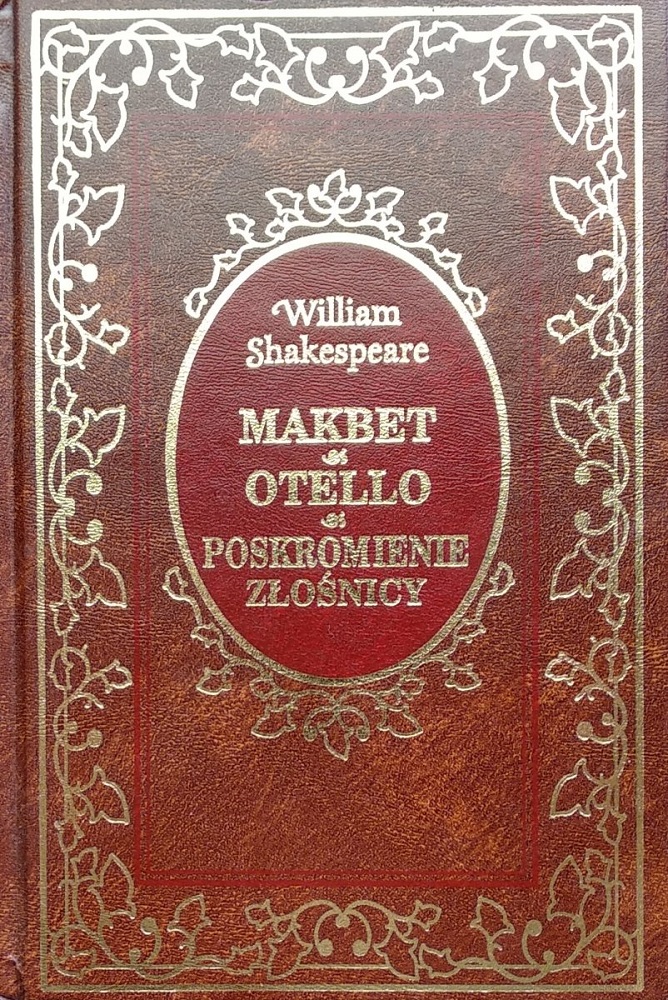 William
Shakespeare
MAKBET
OTELLO
POSKROMIENIE
ZŁOŚNICY